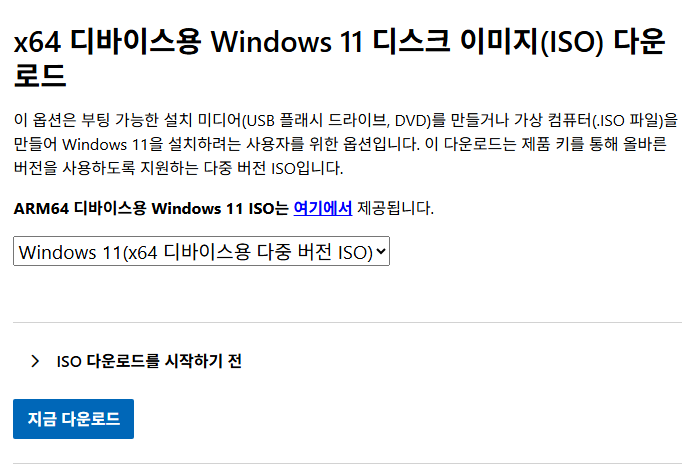 x64 디바이스용 Windows 11 디스크 이미지(ISO) 다운
로드
이 옵션은 부팅 가능한 설치 미디어(USB 플래시 드라이브, DVD)를 만들거나 가상 컴퓨터(.ISO 파일)을
만들어 Windows 11을 설치하려는 사용자를 위한 옵션입니다. 이 다운로드는 제품 키를 통해 올바른
버전을 사용하도록 지원하는 다중 버전 ISO입니다.
ARM64 디바이스용 Windows 11 ISO는 여기에서 제공됩니다.
Windows 11(x64 디바이스용 다중 버전 ISO)
ISO 다운로드를 시작하기 전
지금 다운로드